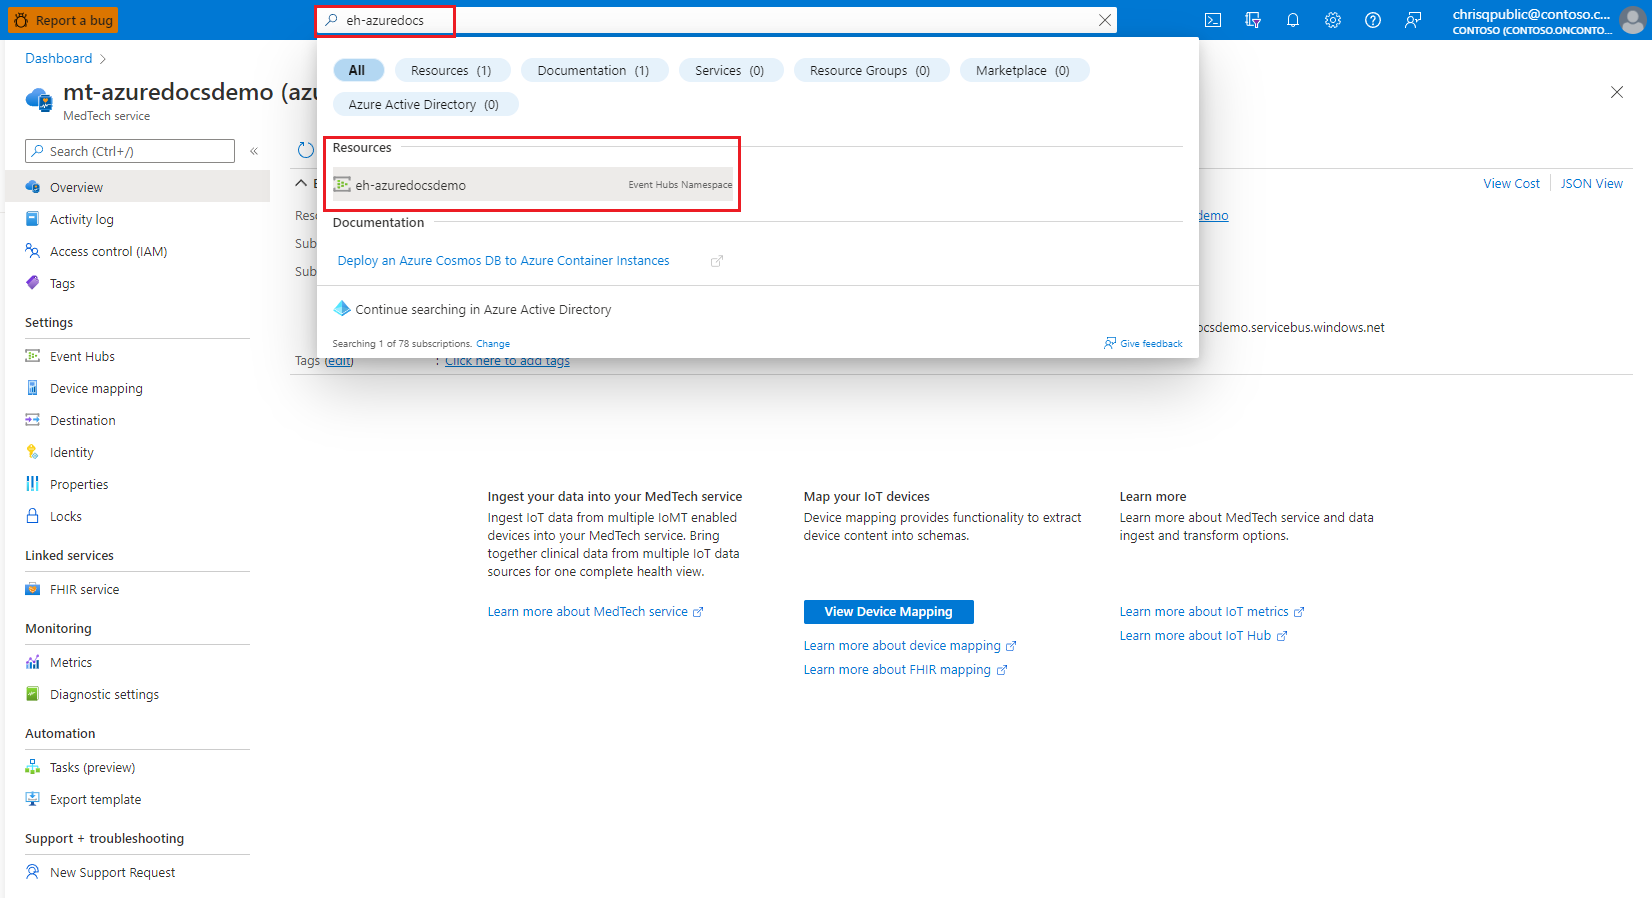 Report a bug
eh-azuredocs
chrisqpublic@contoso.c...
CONTOSO (CONTOSO.ONCONTO...
Dashboard
mt-azuredocsdemo (azu
MedTech service
Search (Ctrl+/)
Overview
Activity log
Access control (IAM)
Tags
Settings
Event Hubs
Device mapping
Destination
Identity
Properties
Locks
Linked services
FHIR service
Monitoring
Metrics
Diagnostic settings
Automation
Tasks (preview)
Export template
Support + troubleshooting
New Support Request
All
Resources (1)
Documentation (1)
Services (0)
Resource Groups (0)
Marketplace (0)
Azure Active Directory (0)
Resources
eh-azuredocsdemo
Event Hubs Namespace
Documentation
Deploy an Azure Cosmos DB to Azure Container Instances
Continue searching in Azure Active Directory
Searching 1 of 78 subscriptions. Change
Give feedback
View Cost
JSON View
Reso
demo
Sub
Sub
ocsdemo.servicebus.windows.net
Tags (edit)
: Click here to add tags
Ingest your data into your MedTech service
Ingest IoT data from multiple IoMT enabled
devices into your MedTech service. Bring
together clinical data from multiple IoT data
sources for one complete health view.
Learn more about MedTech service
Map your IoT devices
Device mapping provides functionality to extract
device content into schemas.
View Device Mapping
Learn more about device mapping
Learn more about FHIR mapping
Learn more
Learn more about MedTech service and data
ingest and transform options.
Learn more about IoT metrics
Learn more about IoT Hub